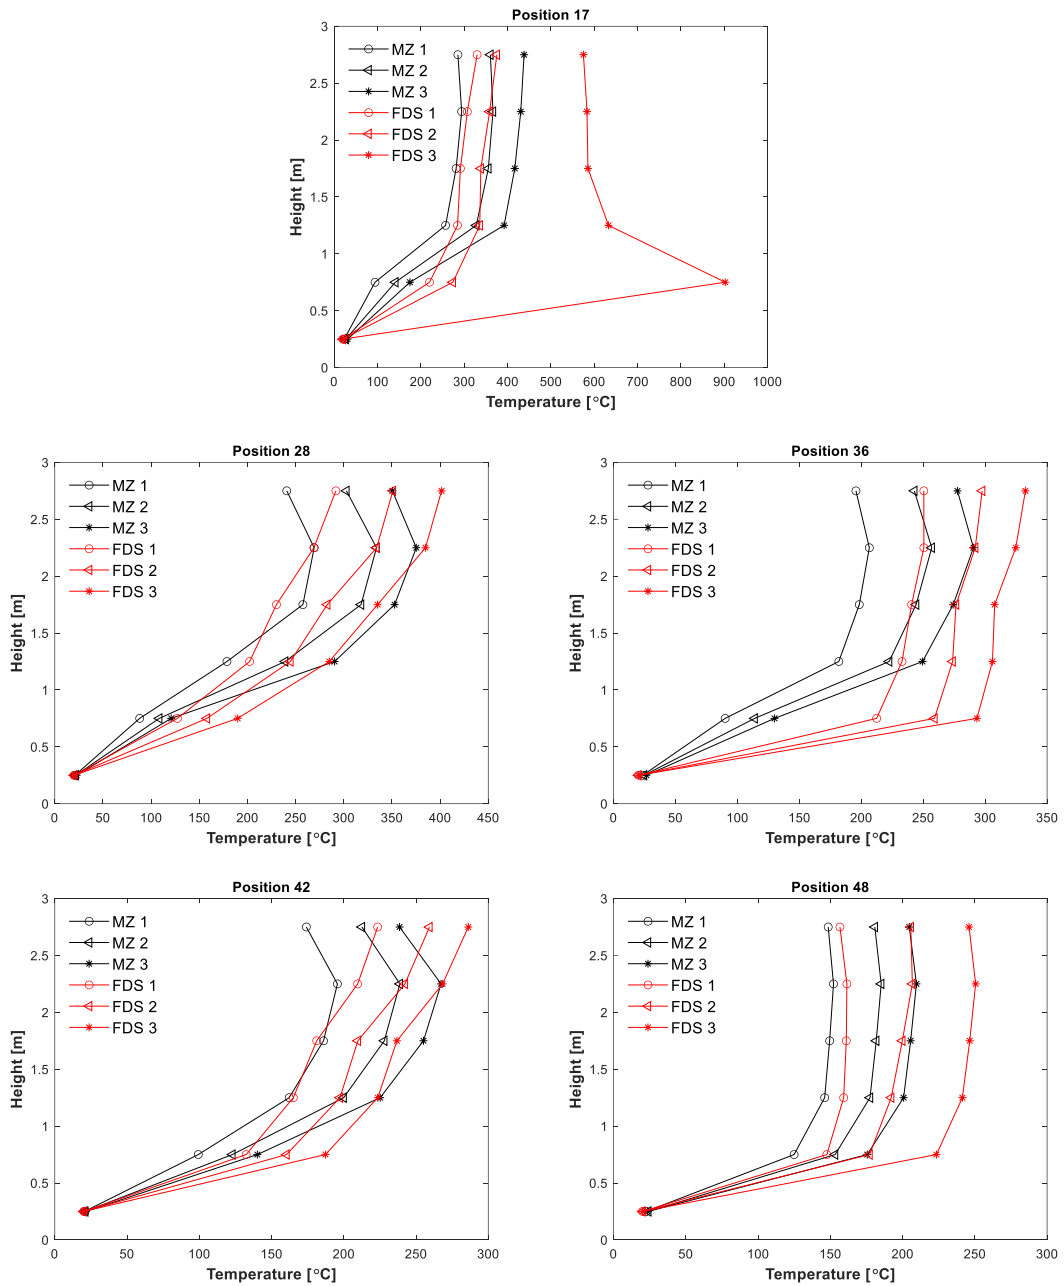 Position 17
3
2.5
2
1.5
1
0.5
0
Height [m]
MZ 1
MZ 2
MZ 3
FDS 1
FDS 2
FDS 3
0 100 200 300 400 500 600 700 800 900 1000
Temperature [°C]
Position 28
3
2.5
2
1.5
1
0.5
0
Height [m]
MZ 1
MZ 2
MZ 3
FDS 1
FDS 2
FDS 3
0 50 100 150 200 250 300 350 400 450
Temperature [°C]
Position 36
3
2.5
2
1.5
1
0.5
0
Height [m]
MZ 1
MZ 2
MZ 3
FDS 1
FDS 2
FDS 3
0 50 100 150 200 250 300 350
Temperature [°C]
Position 42
3
2.5
2
1.5
1
0.5
0
Height [m]
MZ 1
MZ 2
MZ 3
FDS 1
FDS 2
FDS 3
0 50 100 150 200 250 300
Temperature [°C]
Position 48
3
2.5
2
1.5
1
0.5
0
Height [m]
MZ 1
MZ 2
MZ 3
FDS 1
FDS 2
FDS 3
0 50 100 150 200 250 300
Temperature [°C]